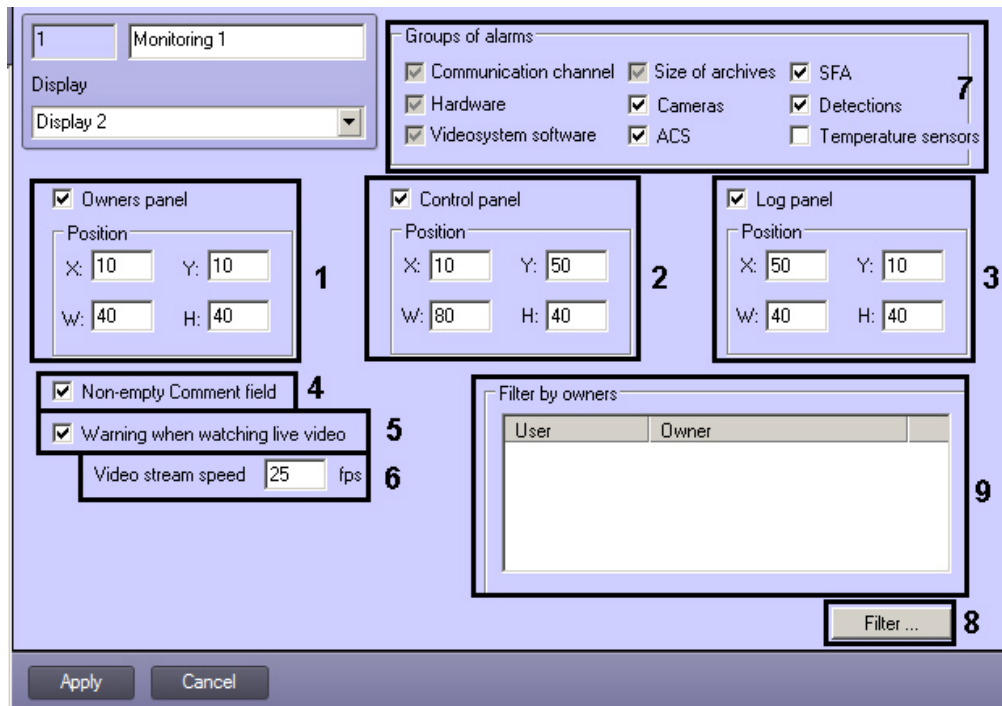 1 Monitoring 1
Display
Display 2
Groups of alarms
Communication channel Size of archives SFA
Hardware Cameras Detections
Videosystem software ACS Temperature sensors
7
Owners panel
Position
X: 10 Y: 10
W: 40 H: 40
1
Control panel
Position
X: 10 Y: 50
W: 80 H: 40
2
Log panel
Position
X: 50 Y: 10
W: 40 H: 40
3
Non-empty Comment field 4
Warning when watching live video 5
Video stream speed 25 fps 6
Filter by owners
User Owner
9
Filter ... 8
Apply Cancel